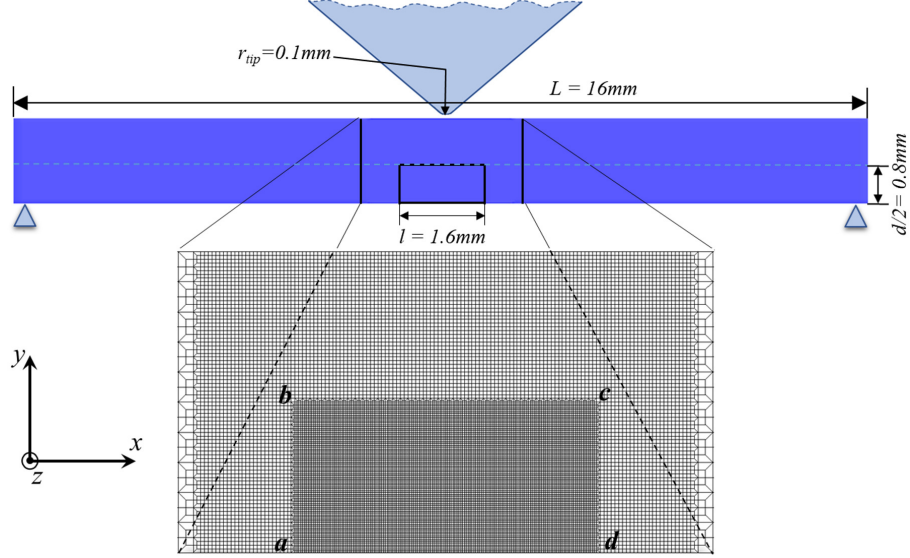 r_tip=0.1mm
L = 16mm
d/2= 0.8mm
l = 1.6mm
b
c
y
x
z
a
d